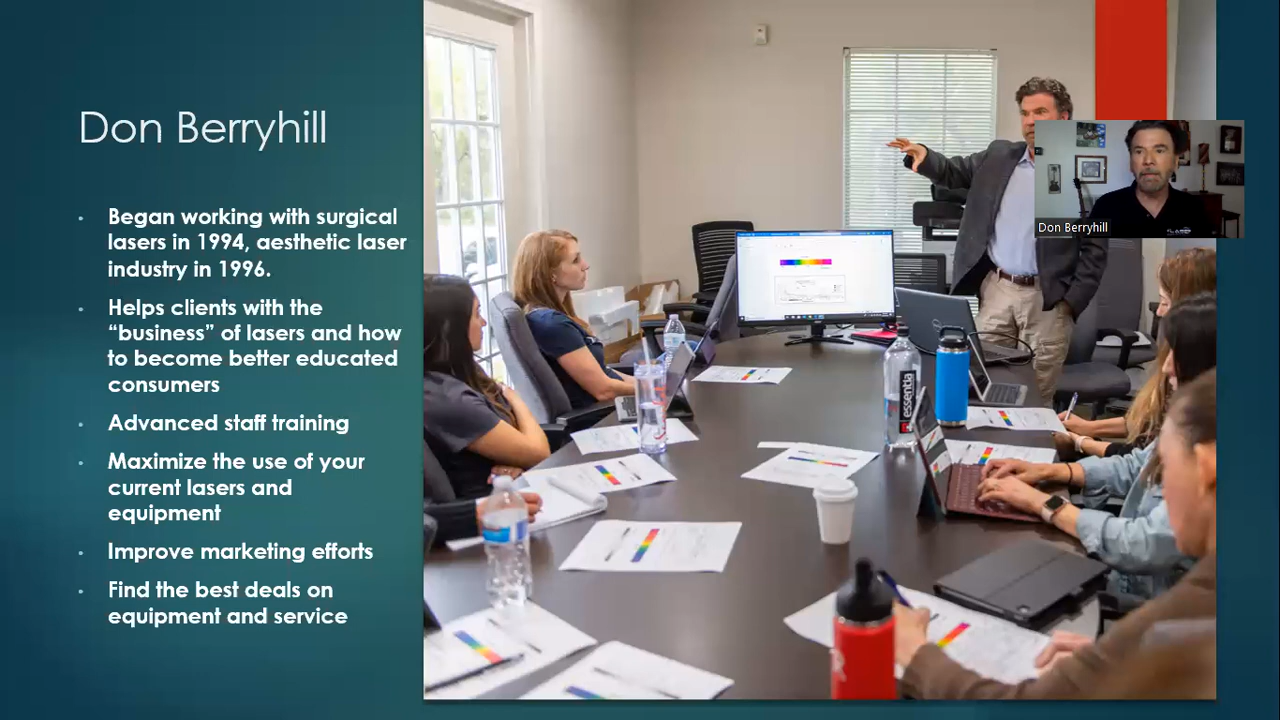 Don Berryhill
Began working with surgical
lasers in 1994, aesthetic laser
industry in 1996.
Helps clients with the
“business” of lasers and how
to become better educated
consumers
Advanced staff training
Maximize the use of your
current lasers and
equipment
Improve marketing efforts
Find the best deals on
equipment and service
essentia
Don Berryhill